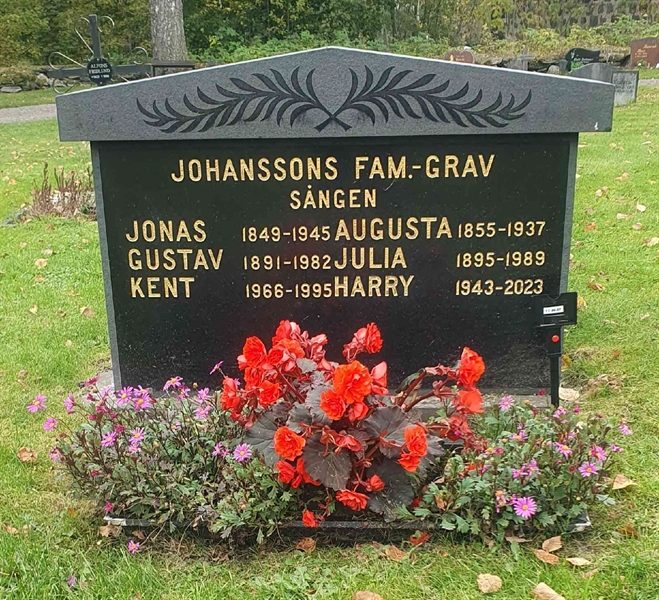 JOHANSSONS FAM.-GRAV
SÅNGEN
JONAS 1849-1945 AUGUSTA 1855-1937
GUSTAV 1891-1982 JULIA 1895-1989
KENT 1966-1995 HARRY 1943-2023